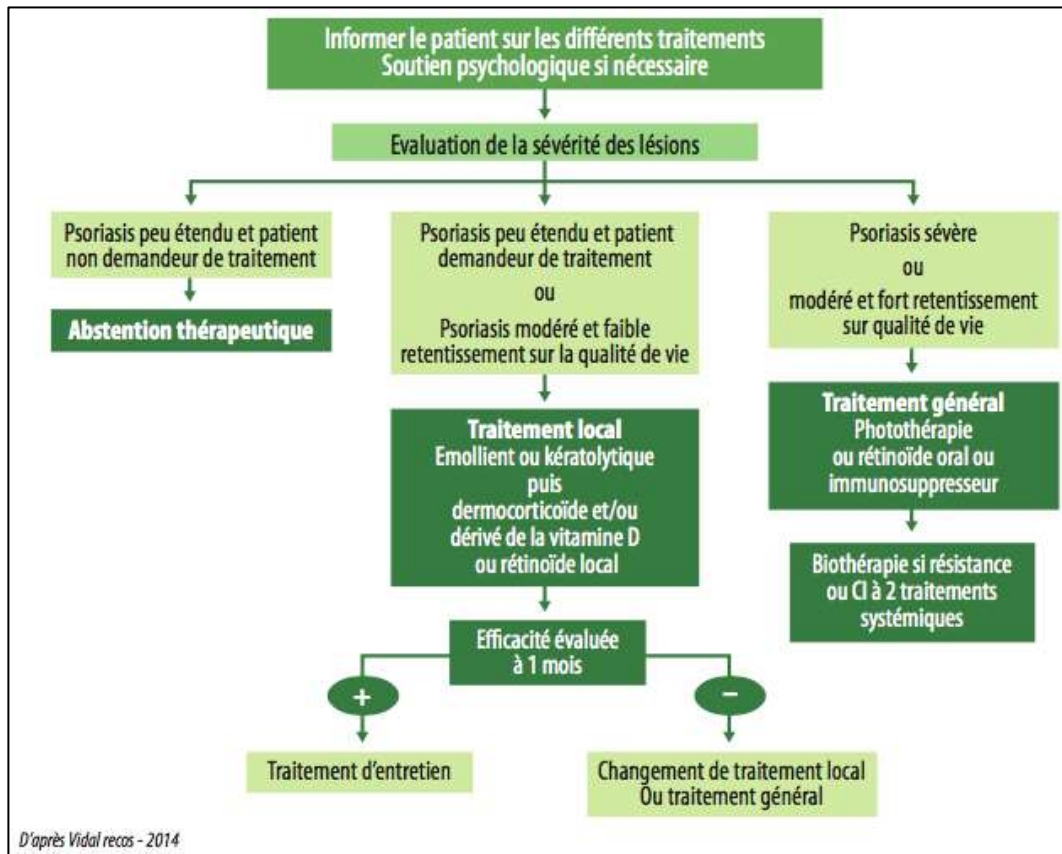 Informer le patient sur les différents traitements
Soutien psychologique si nécessaire
Evaluation de la sévérité des lésions
Psoriasis peu étendu et patient
non demandeur de traitement
Abstention thérapeutique
Psoriasis peu étendu et patient
demandeur de traitement
ou
Psoriasis modéré et faible
retentissement sur la qualité de vie
Traitement local
Emollient ou kératolytique
puis
dermocorticoïde et/ou
dérivé de la vitamine D
ou rétinoïde local
Efficacité évaluée
à 1 mois
+
Traitement d'entretien
–
Changement de traitement local
Ou traitement général
Psoriasis sévère
ou
modéré et fort retentissement
sur qualité de vie
Traitement général
Photothérapie
ou rétinoïde oral ou
immunosuppresseur
Biothérapie si résistance
ou CI à 2 traitements
systémiques
D'après Vidal recos - 2014